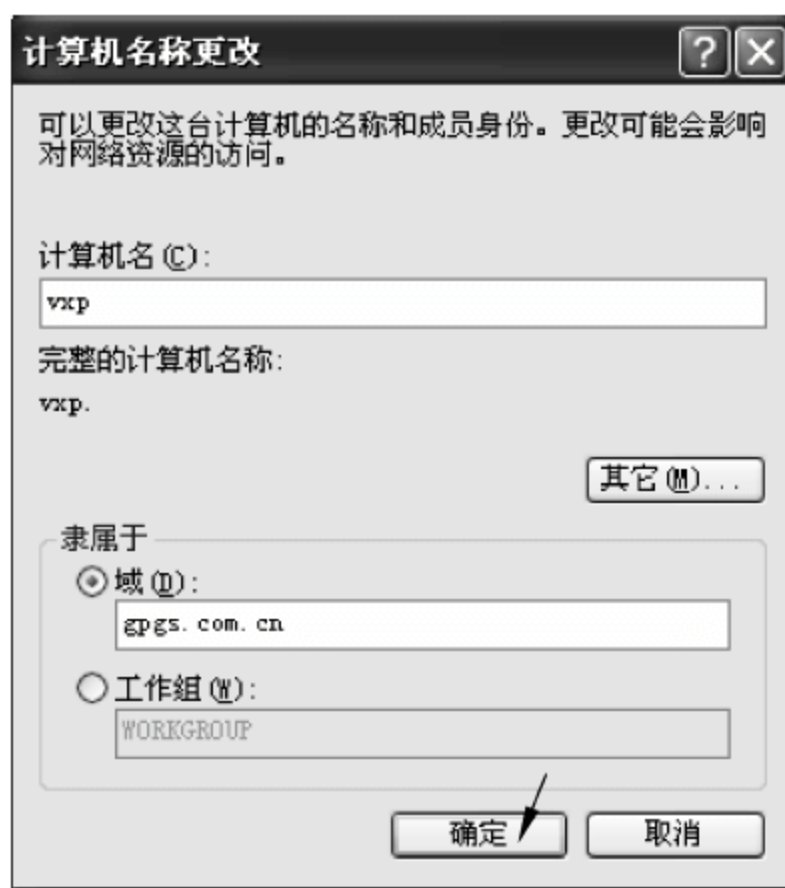 计算机名称更改
可以更改这台计算机的名称和成员身份。更改可能会影响
对网络资源的访问。
计算机名(C):
vxp
完整的计算机名称:
vxp.
其它(M)...
隶属于
域(D):
gpgs.com.cn
工作组(W):
WORKGROUP
确定 取消